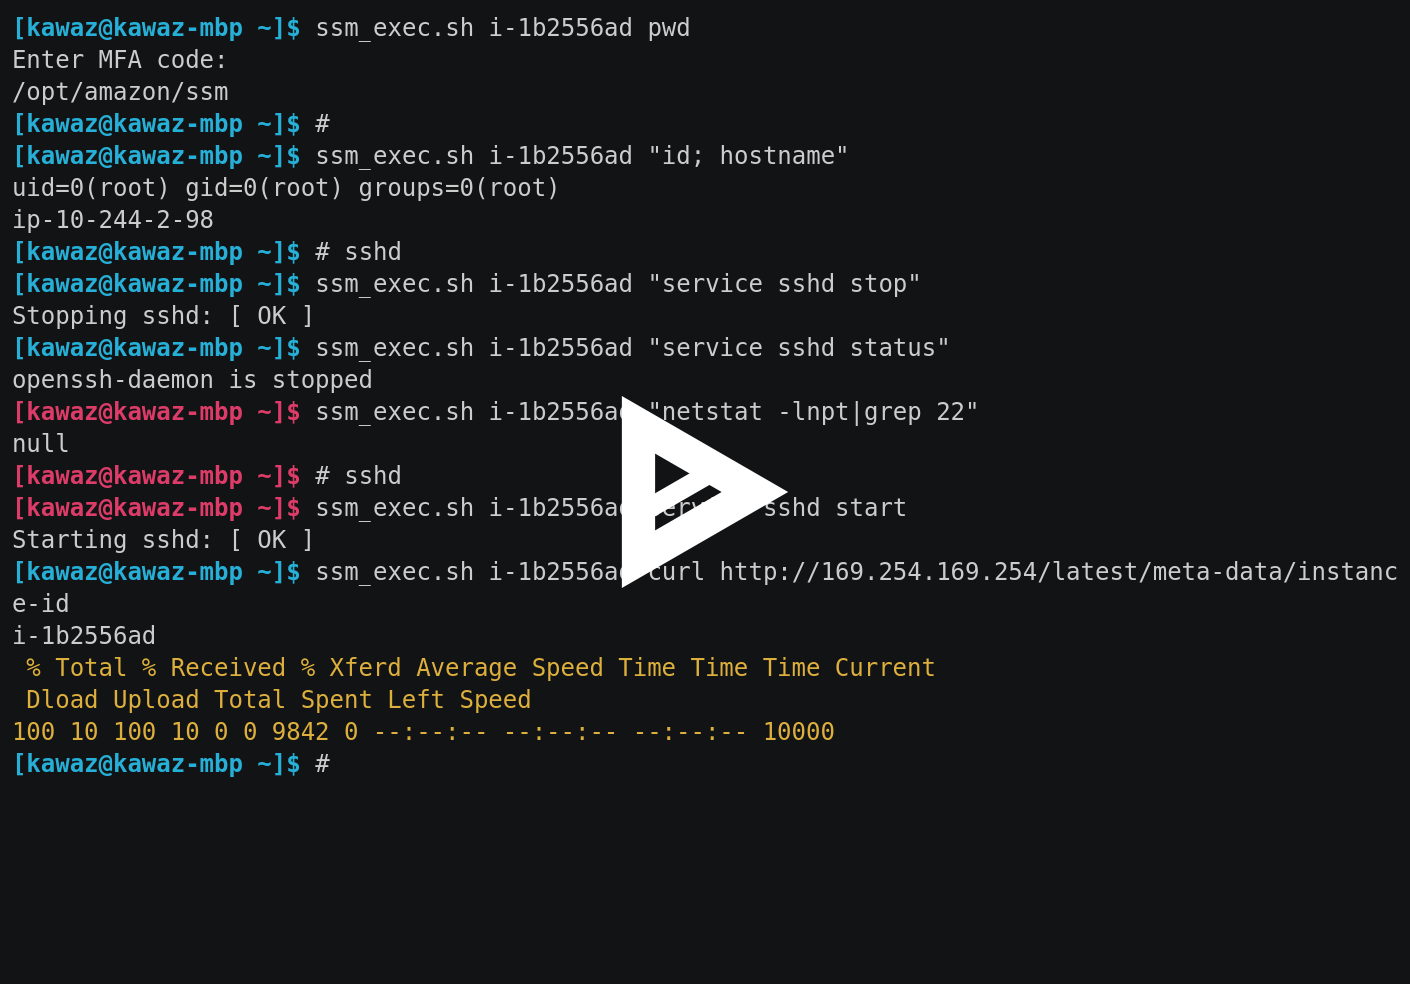 [kawaz@kawaz-mbp ~]$ ssm_exec.sh i-1b2556ad pwd
Enter MFA code:
/opt/amazon/ssm
[kawaz@kawaz-mbp ~]$ #
[kawaz@kawaz-mbp ~]$ ssm_exec.sh i-1b2556ad "id; hostname"
uid=0(root) gid=0(root) groups=0(root)
ip-10-244-2-98
[kawaz@kawaz-mbp ~]$ # sshd
[kawaz@kawaz-mbp ~]$ ssm_exec.sh i-1b2556ad "service sshd stop"
Stopping sshd: [ OK ]
[kawaz@kawaz-mbp ~]$ ssm_exec.sh i-1b2556ad "service sshd status"
openssh-daemon is stopped
[kawaz@kawaz-mbp ~]$ ssm_exec.sh i-1b2556ad "netstat -lnpt|grep 22"
null
[kawaz@kawaz-mbp ~]$ # sshd
[kawaz@kawaz-mbp ~]$ ssm_exec.sh i-1b2556ad sshd start
Starting sshd: [ OK ]
[kawaz@kawaz-mbp ~]$ ssm_exec.sh i-1b2556ad curl http://169.254.169.254/latest/meta-data/instanc
e-id
i-1b2556ad
% Total % Received % Xferd Average Speed Time Time Time Current
Dload Upload Total Spent Left Speed
100 10 100 10 0 0 9842 0 --:--:-- --:--:-- --:--:-- 10000
[kawaz@kawaz-mbp ~]$ #